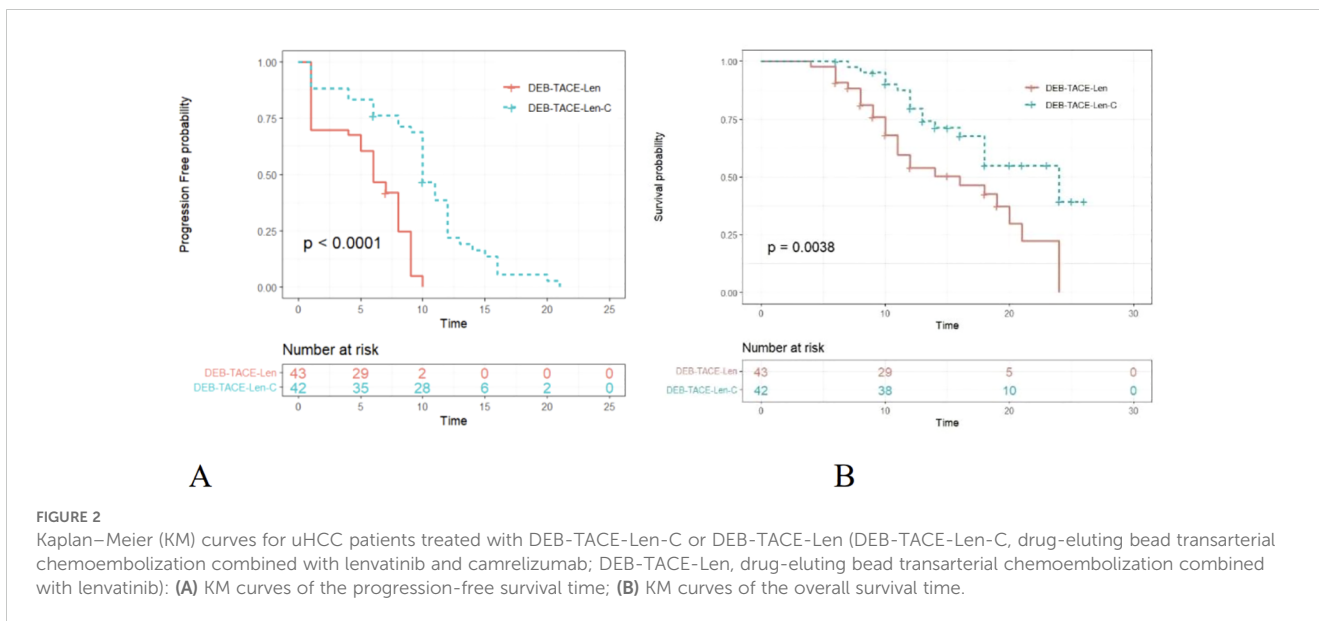 1.00
0.75
0.50
0.25
0.00
Progression Free probability
DEB-TACE-Len
DEB-TACE-Len-C
p < 0.0001
0 5 10 15 20 25
Time
Number at risk
DEB-TACE-Len 43 29 2 0 0 0
DEB-TACE-Len-C 42 35 28 6 2 0
0 5 10 15 20 25
Time
A
1.00
0.75
0.50
0.25
0.00
Survival probability
DEB-TACE-Len
DEB-TACE-Len-C
p = 0.0038
0 10 20 30
Time
Number at risk
DEB-TACE-Len 43 29 5 0
DEB-TACE-Len-C 42 38 10 0
0 10 20 30
Time
B
FIGURE 2
Kaplan–Meier (KM) curves for uHCC patients treated with DEB-TACE-Len-C or DEB-TACE-Len (DEB-TACE-Len-C, drug-eluting bead transarterial
chemoembolization combined with lenvatinib and camrelizumab; DEB-TACE-Len, drug-eluting bead transarterial chemoembolization combined
with lenvatinib): (A) KM curves of the progression-free survival time; (B) KM curves of the overall survival time.